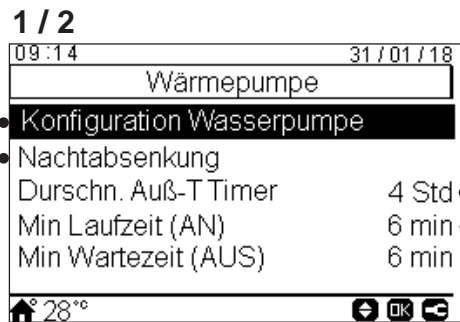 1 / 2
09:14 31/01/18
Wärmepumpe
Konfiguration Wasserpumpe
Nachtabsenkung
Durschn. Auß-T Timer 4 Std
Min Laufzeit (AN) 6 min
Min Wartezeit (AUS) 6 min
28°C OK